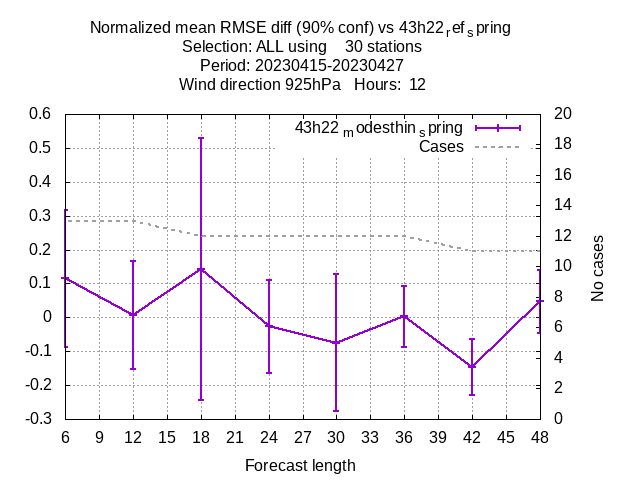 Normalized mean RMSE diff (90% conf) vs 43h22refspring
Selection: ALL using 30 stations
Period: 20230415-20230427
Wind direction 925hPa Hours: 12
43h22modesthinspring
Cases
0.6
0.5
0.4
0.3
0.2
0.1
0
-0.1
-0.2
-0.3
20
18
16
14
12
10
8
6
4
2
0
No cases
6 9 12 15 18 21 24 27 30 33 36 39 42 45 48
Forecast length